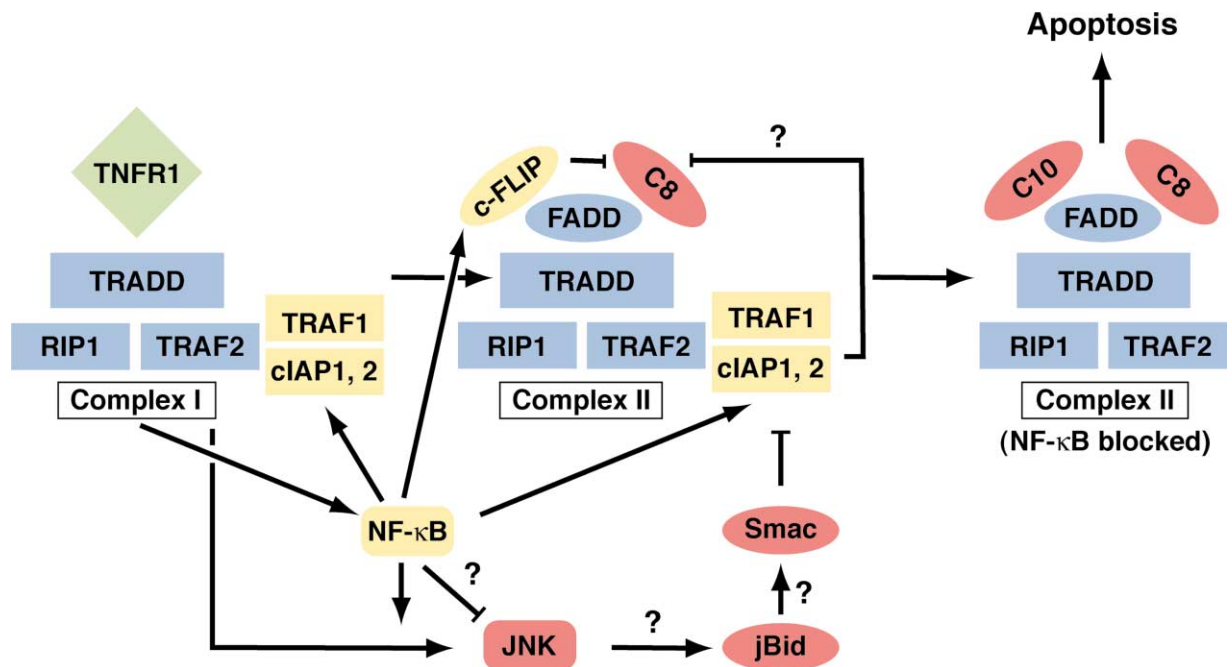 Apoptosis
TNFR1
TRADD
RIP1
TRAF2
TRAF1
cIAP1, 2
Complex I
c-FLIP
C8
?
FADD
TRADD
RIP1
TRAF2
TRAF1
cIAP1, 2
Complex II
C10
C8
FADD
TRADD
RIP1
TRAF2
Complex II
(NF-κB blocked)
NF-κB
?
JNK
?
jBid
?
Smac